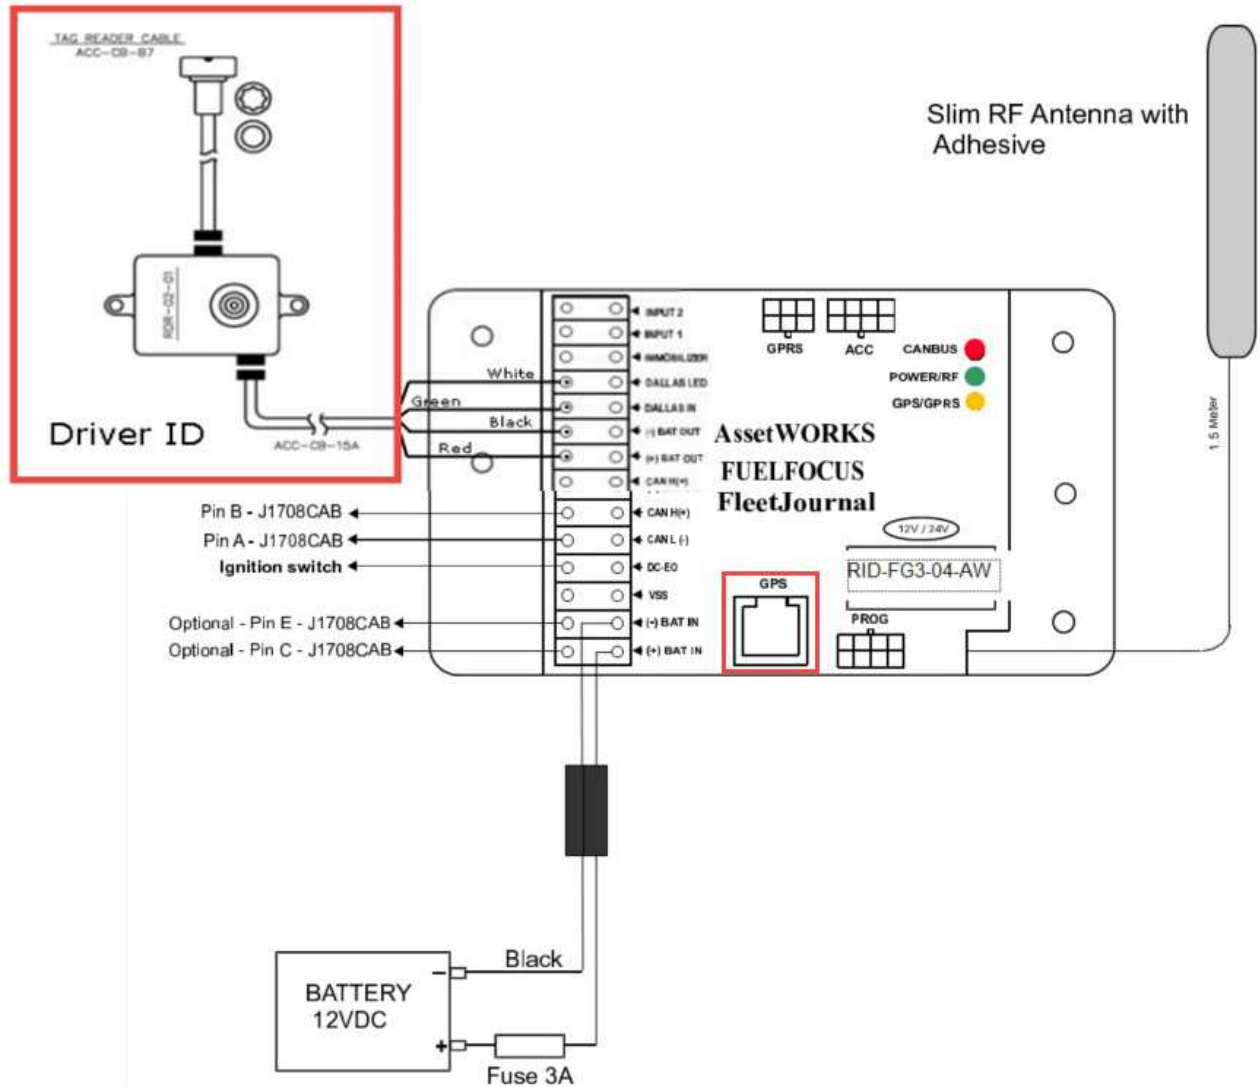 TAG READER CABLE
ACC-CB-B7
RDR-02-01
Driver ID
ACC-CB-15A
White
Green
Black
Red
Slim RF Antenna with
Adhesive
1.5 Meter
INPUT 2
INPUT 1
IMMOBILIZER
DALLAS LED
DALLAS IN
(-) BAT OUT
(+) BAT OUT
CAN H(+)
CAN H(+)
CAN L (-)
DC-EO
VSS
(-) BAT IN
(+) BAT IN
GPRS
ACC
CANBUS
POWER/RF
GPS/GPRS
AssetWORKS
FUELFOCUS
FleetJournal
12V / 24V
RID-FG3-04-AW
GPS
PROG
Pin B - J1708CAB
Pin A - J1708CAB
Ignition switch
Optional - Pin E - J1708CAB
Optional - Pin C - J1708CAB
Black
BATTERY
12VDC
−
+
Fuse 3A